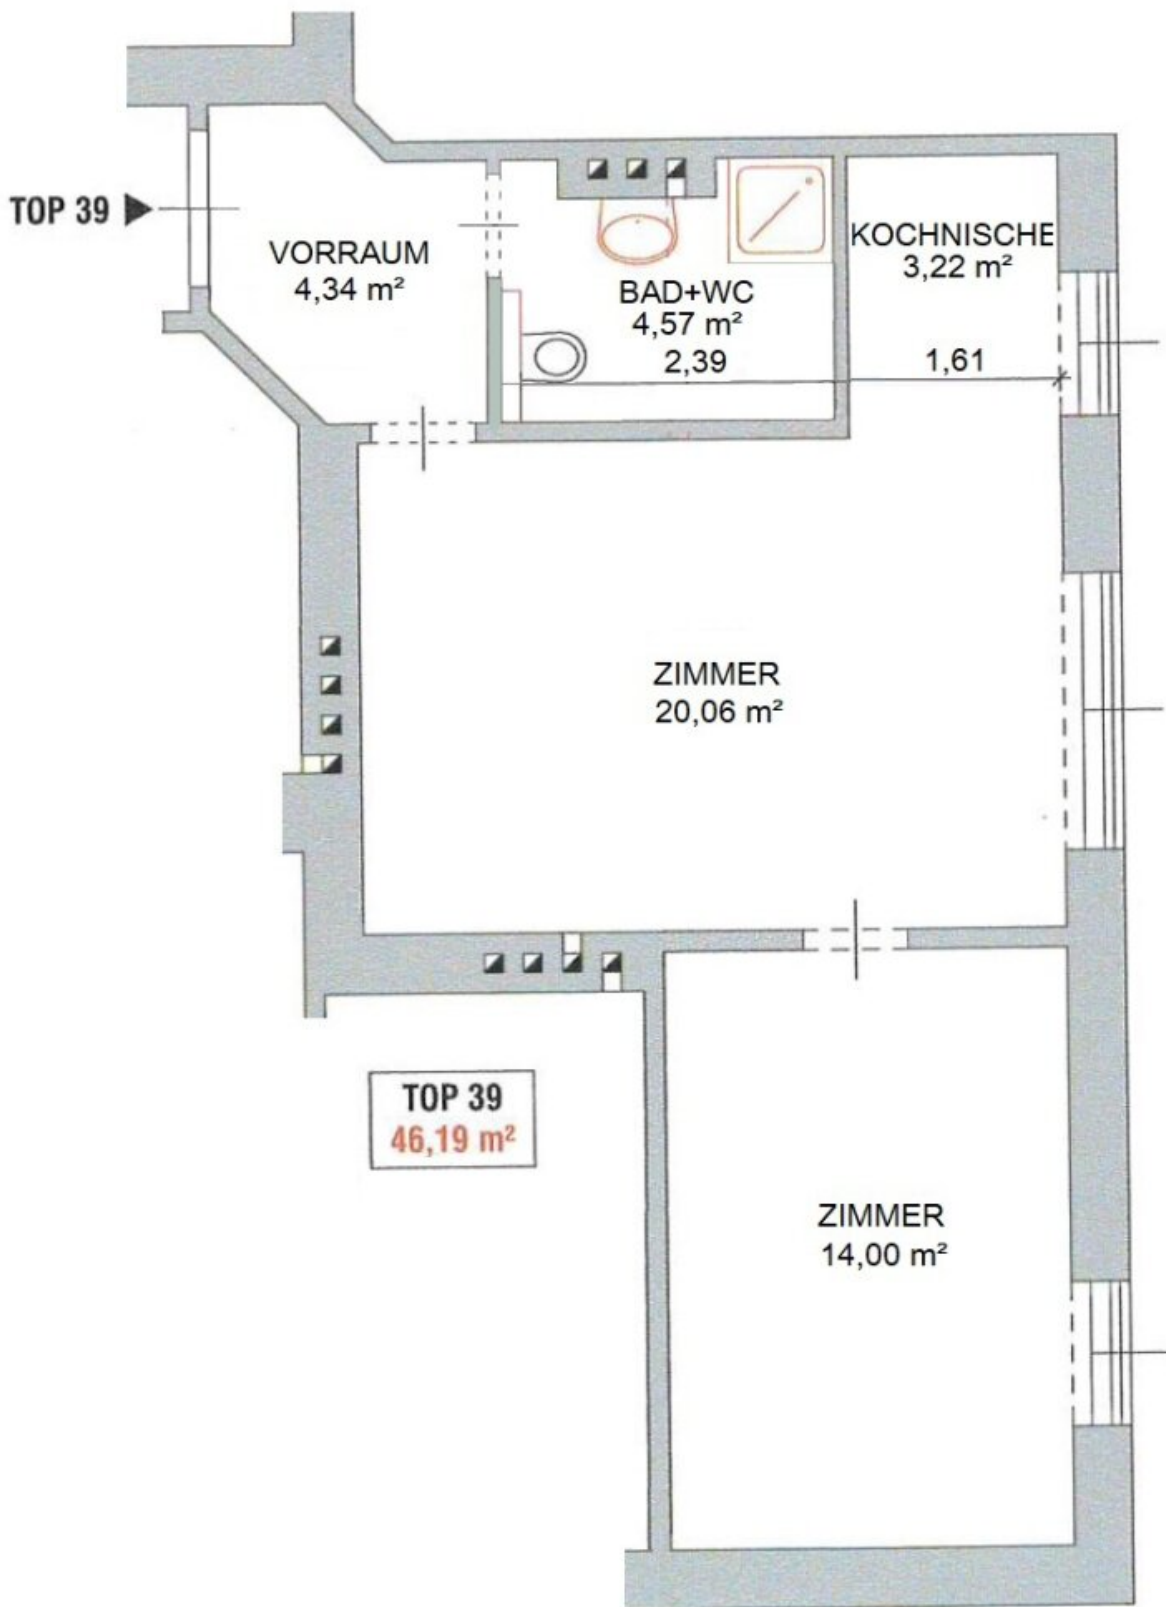 TOP 39
VORRAUM
4,34 m²
BAD+WC
4,57 m²
2,39
KOCHNISCHE
3,22 m²
1,61
ZIMMER
20,06 m²
TOP 39
46,19 m²
ZIMMER
14,00 m²